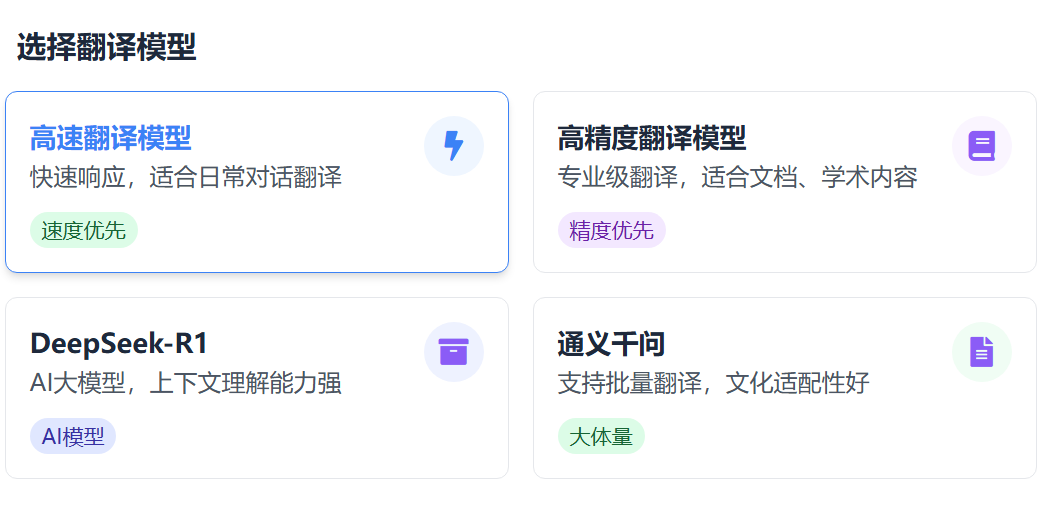 选择翻译模型
高速翻译模型
快速响应，适合日常对话翻译
速度优先
高精度翻译模型
专业级翻译，适合文档、学术内容
精度优先
DeepSeek-R1
AI大模型，上下文理解能力强
AI模型
通义千问
支持批量翻译，文化适配性好
大体量